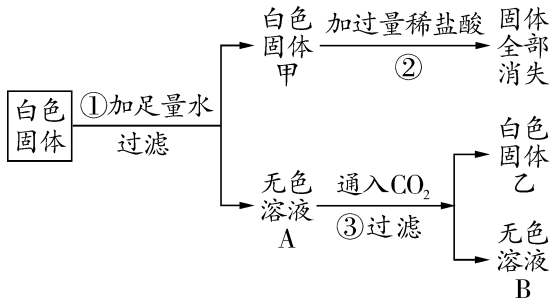 白色
固体
①加足量水
过滤
白色
固体
甲
加过量稀盐酸
②
固体
全部
消失
无色
溶液
A
通入CO₂
③过滤
白色
固体
乙
无色
溶液
B